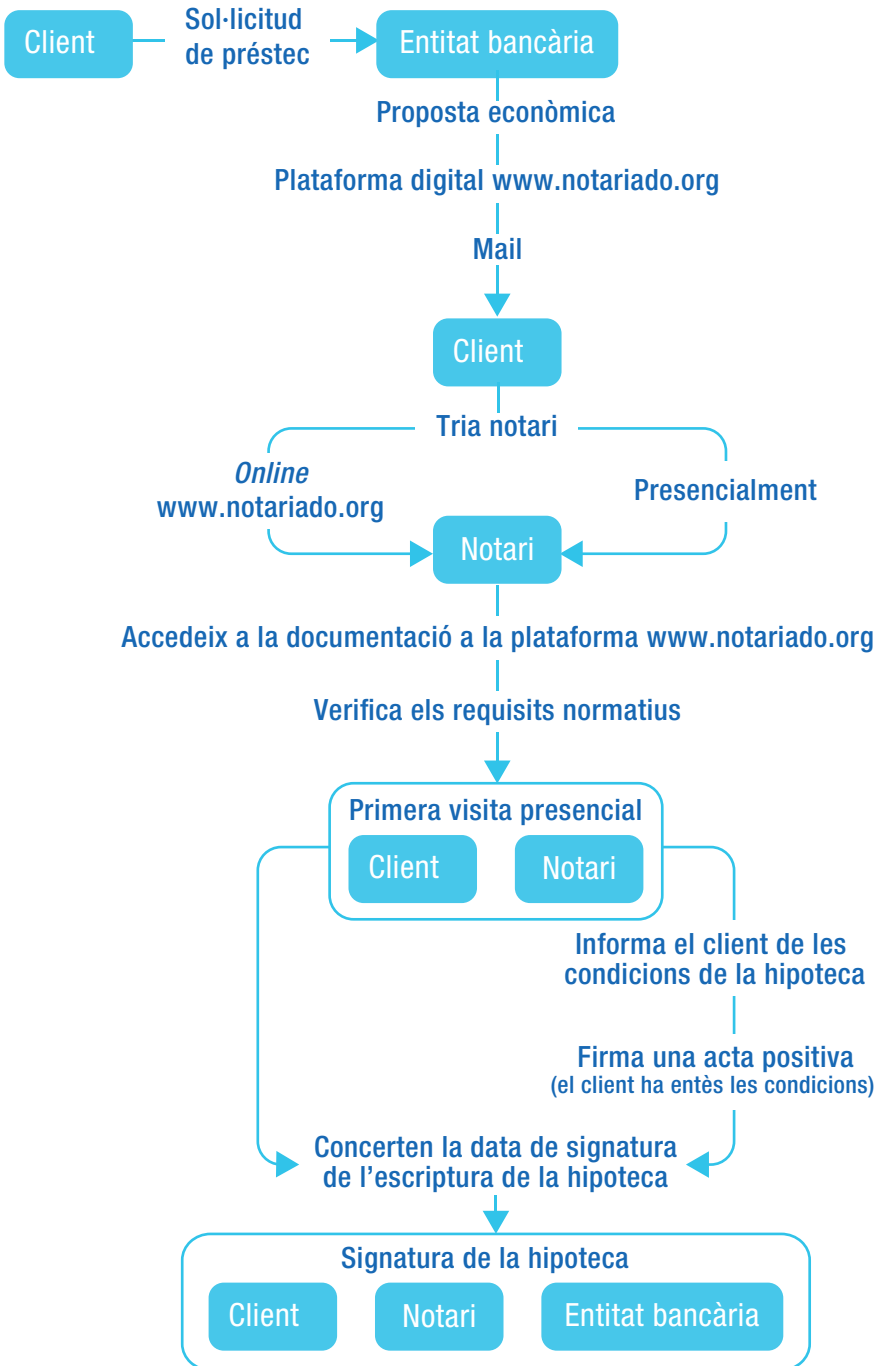 Client
Sol·licitud
de préstec
Entitat bancària
Proposta econòmica
Plataforma digital www.notariado.org
Mail
Client
Tria notari
Online
www.notariado.org
Presencialment
Notari
Accedeix a la documentació a la plataforma www.notariado.org
Verifica els requisits normatius
Primera visita presencial
Client
Notari
Informa el client de les
condicions de la hipoteca
Firma una acta positiva
(el client ha entès les condicions)
Concerten la data de signatura
de l’escriptura de la hipoteca
Signatura de la hipoteca
Client
Notari
Entitat bancària